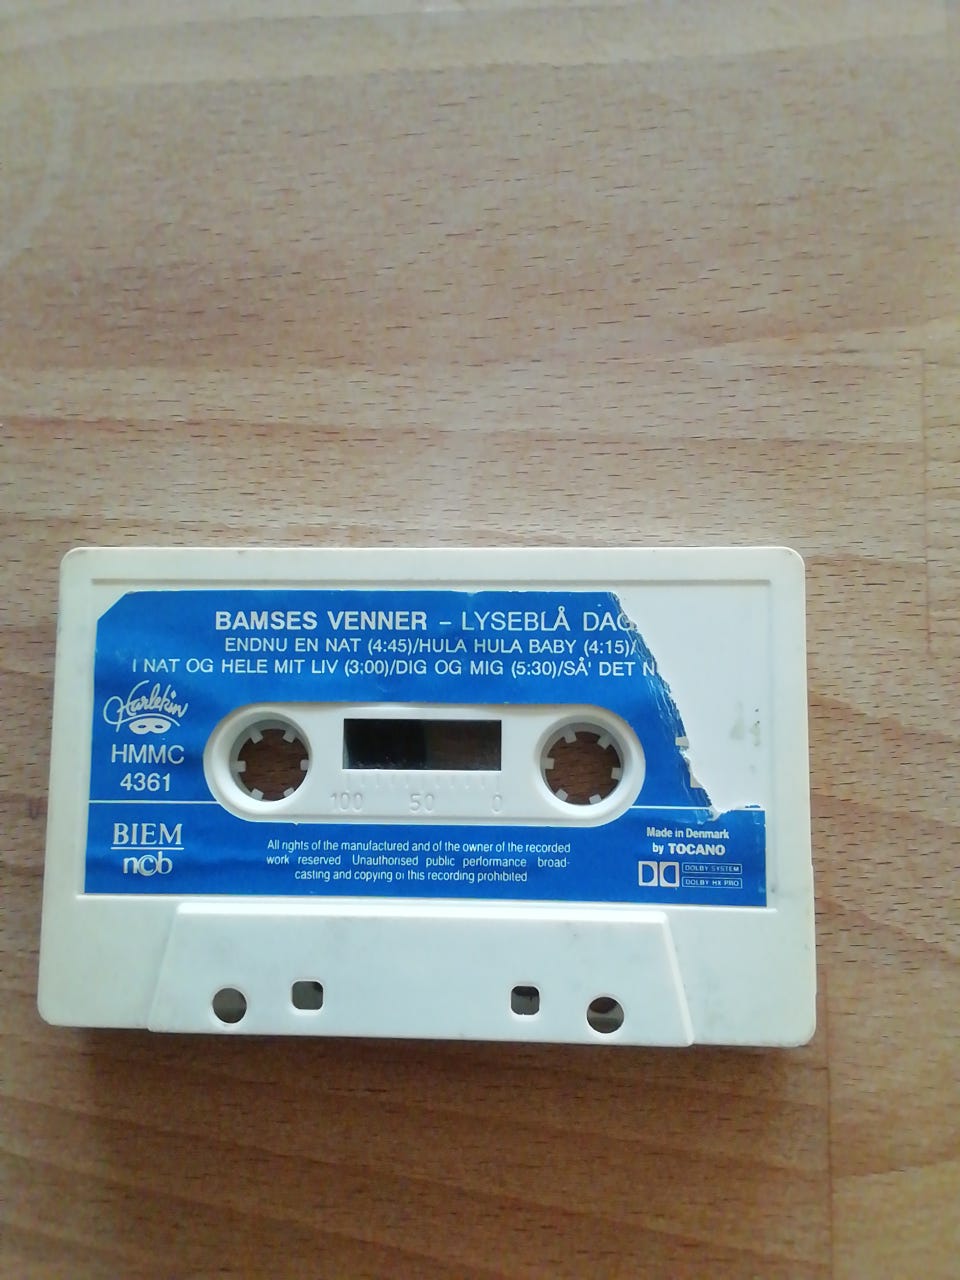 BAMSES VENNER – LYSEBLÅ DAG
ENDNU EN NAT (4:45)/HULA HULA BABY (4:15)/
I NAT OG HELE MIT LIV (3:00)/DIG OG MIG (5:30)/SÅ' DET N
Harlekin
HMMC
4361
100 50 0
BIEM
n©b
All rights of the manufactured and of the owner of the recorded
work reserved Unauthorised public performance broad-
casting and copying of this recording prohibited
Made in Denmark
by TOCANO
DOLBY SYSTEM
DOLBY HX PRO